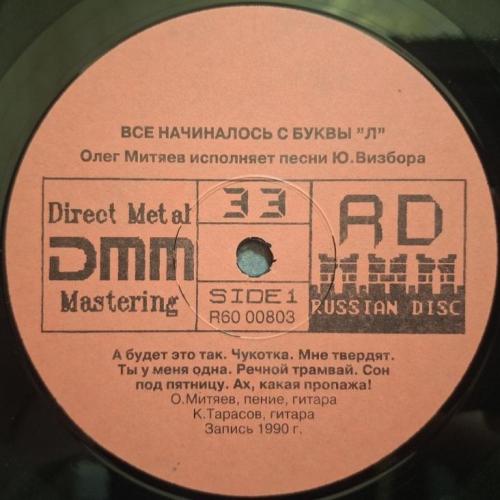 ВСЕ НАЧИНАЛОСЬ С БУКВЫ "Л"
Олег Митяев исполняет песни Ю.Визбора
Direct Metal
DMM
Mastering
33
SIDE 1
R60 00803
RD
RUSSIAN DISC
А будет это так. Чукотка. Мне твердят.
Ты у меня одна. Речной трамвай. Сон
под пятницу. Ах, какая пропажа!
О.Митяев, пение, гитара
К.Тарасов, гитара
Запись 1990 г.